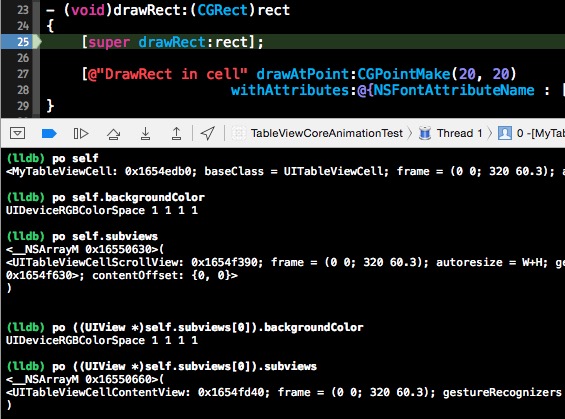 23 - (void)drawRect:(CGRect)rect
24 {
25 [super drawRect:rect];
26
27 [@"DrawRect in cell" drawAtPoint:CGPointMake(20, 20)
28 withAttributes:@{NSFontAttributeName : [
29 }
TableViewCoreAnimationTest Thread 1 0 -[MyTab
(lldb) po self
<MyTableViewCell: 0x1654edb0; baseClass = UITableViewCell; frame = (0 0; 320 60.3); a
(lldb) po self.backgroundColor
UIDeviceRGBColorSpace 1 1 1 1
(lldb) po self.subviews
<__NSArrayM 0x16550630>(
<UITableViewCellScrollView: 0x1654f390; frame = (0 0; 320 60.3); autoresize = W+H; ge
0x1654f630>; contentOffset: {0, 0}>
)
(lldb) po ((UIView *)self.subviews[0]).backgroundColor
UIDeviceRGBColorSpace 1 1 1 1
(lldb) po ((UIView *)self.subviews[0]).subviews
<__NSArrayM 0x16550660>(
<UITableViewCellContentView: 0x1654fd40; frame = (0 0; 320 60.3); gestureRecognizers
)